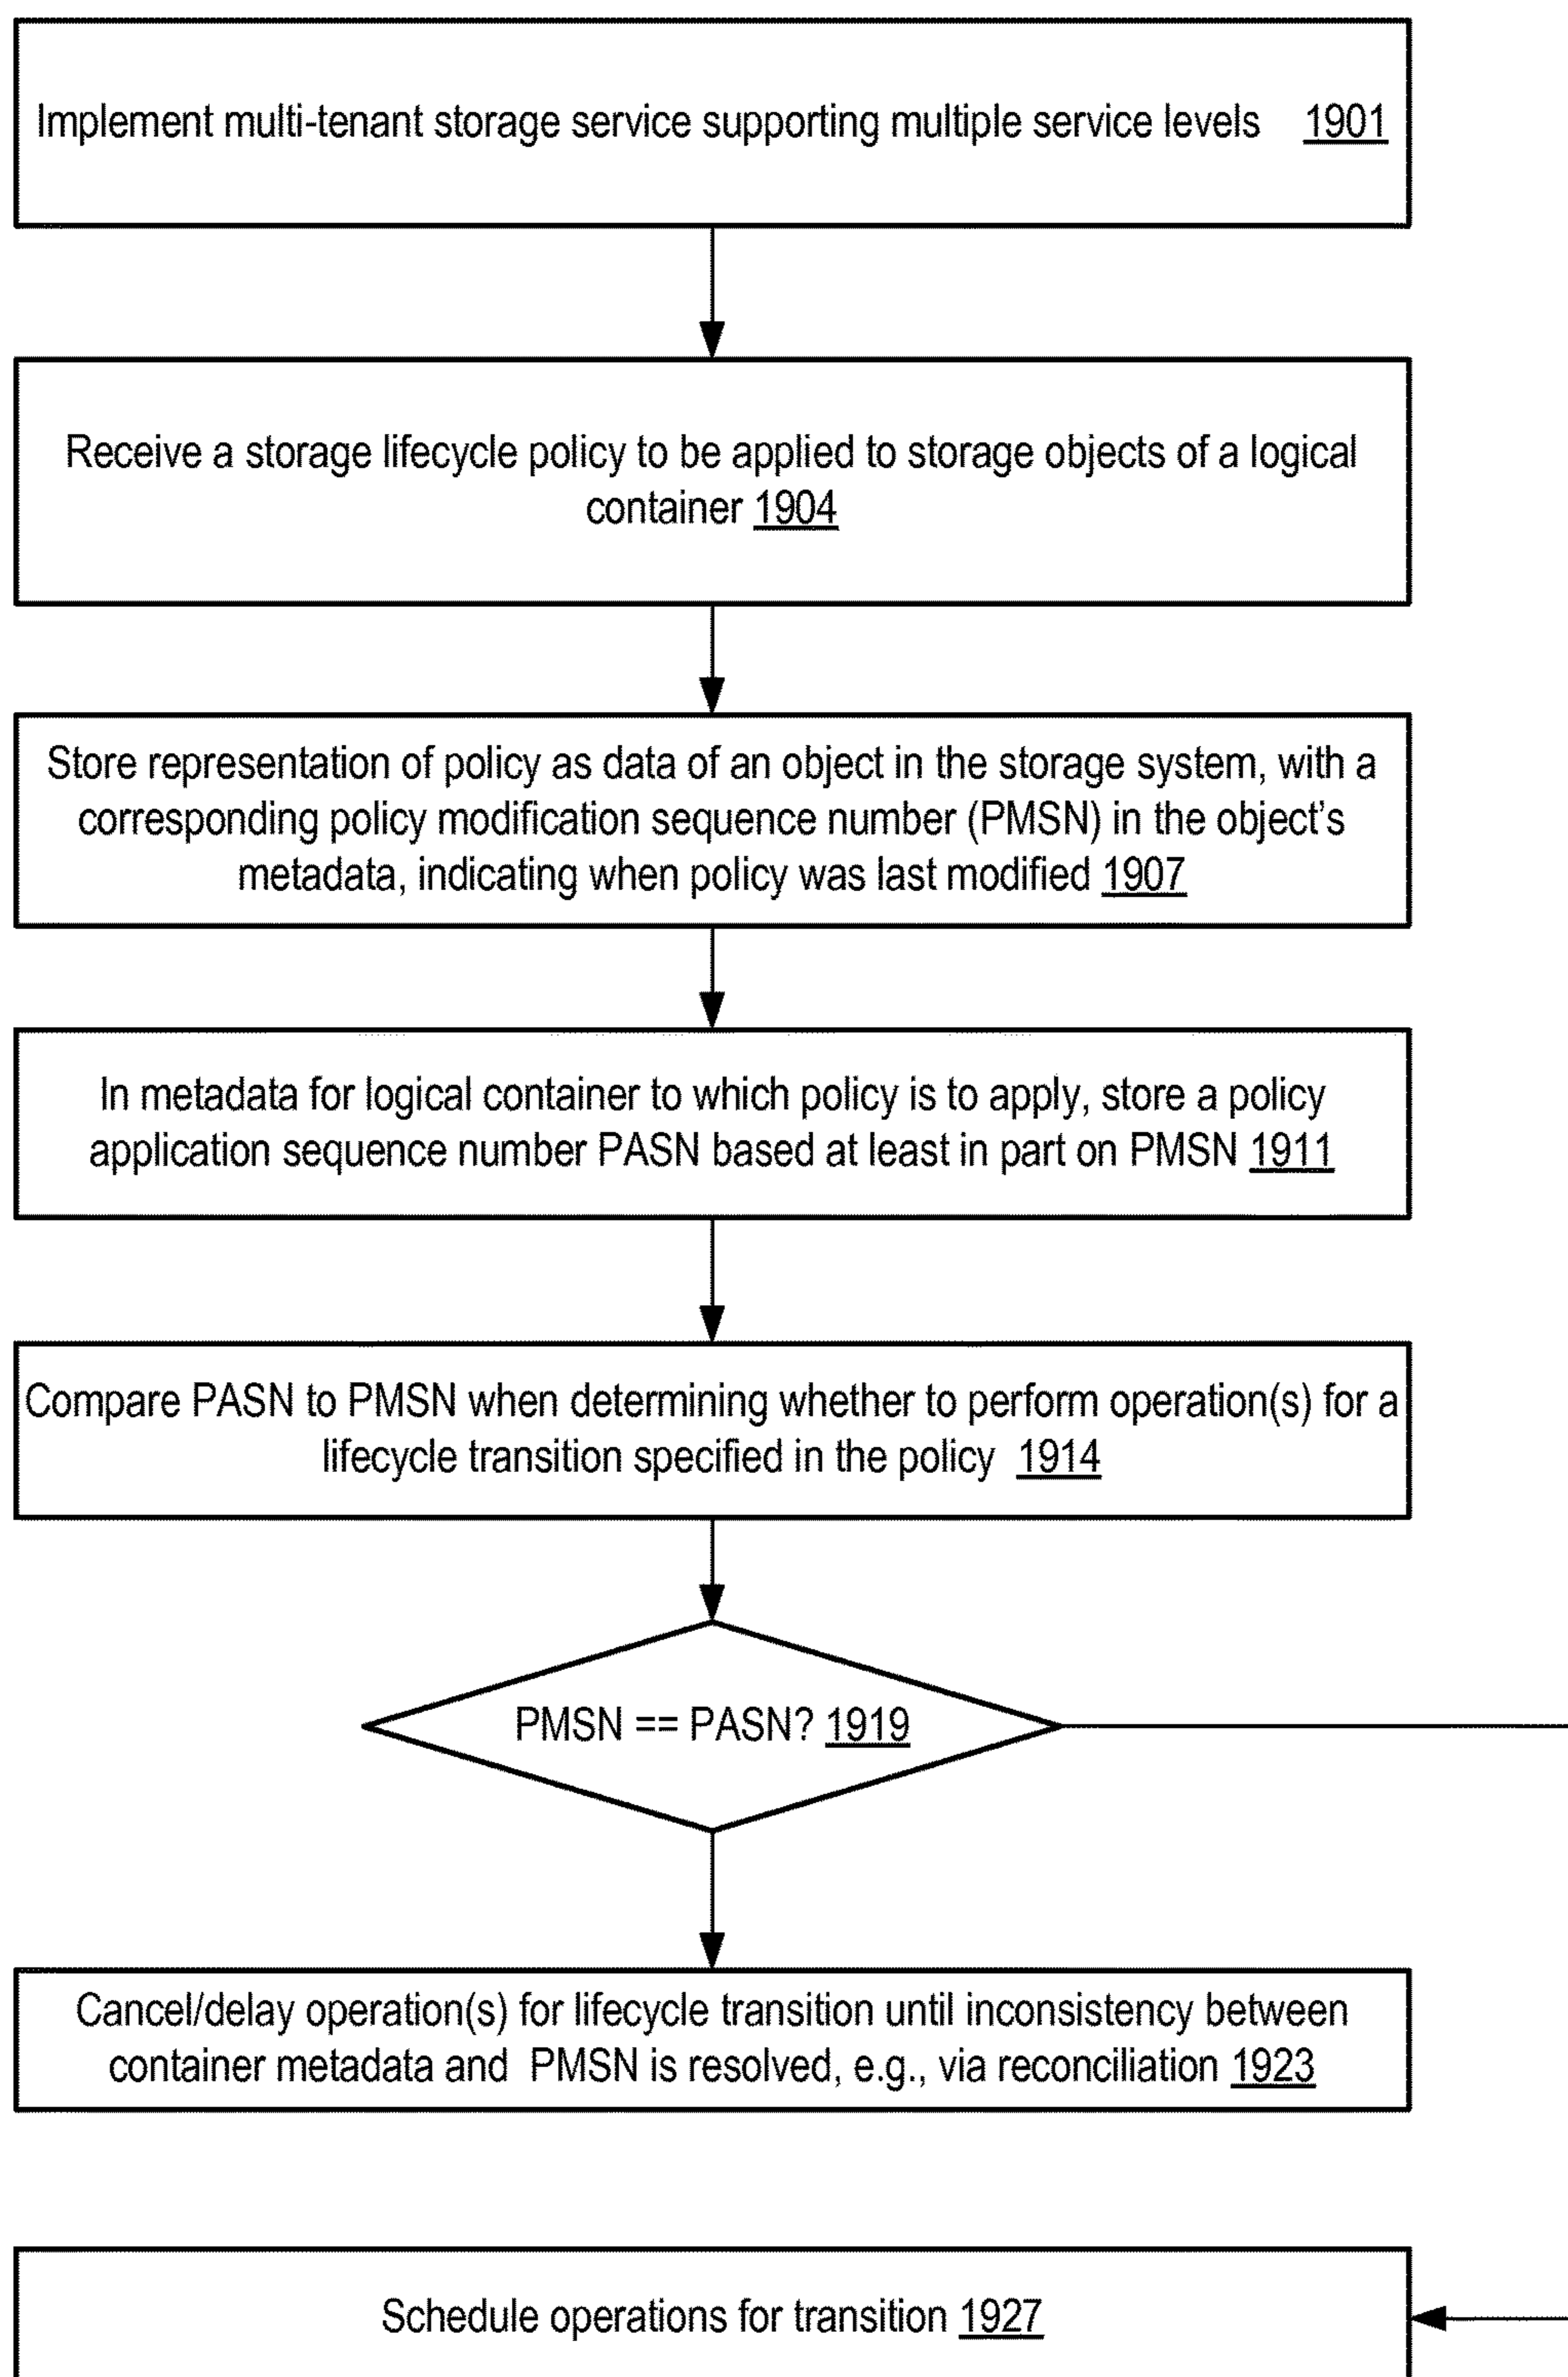 Implement multi-tenant storage service supporting multiple service levels 1901
Receive a storage lifecycle policy to be applied to storage objects of a logical
container 1904
Store representation of policy as data of an object in the storage system, with a
corresponding policy modification sequence number (PMSN) in the object's
metadata, indicating when policy was last modified 1907
In metadata for logical container to which policy is to apply, store a policy
application sequence number PASN based at least in part on PMSN 1911
Compare PASN to PMSN when determining whether to perform operation(s) for a
lifecycle transition specified in the policy 1914
PMSN == PASN? 1919
Cancel/delay operation(s) for lifecycle transition until inconsistency between
container metadata and PMSN is resolved, e.g., via reconciliation 1923
Schedule operations for transition 1927